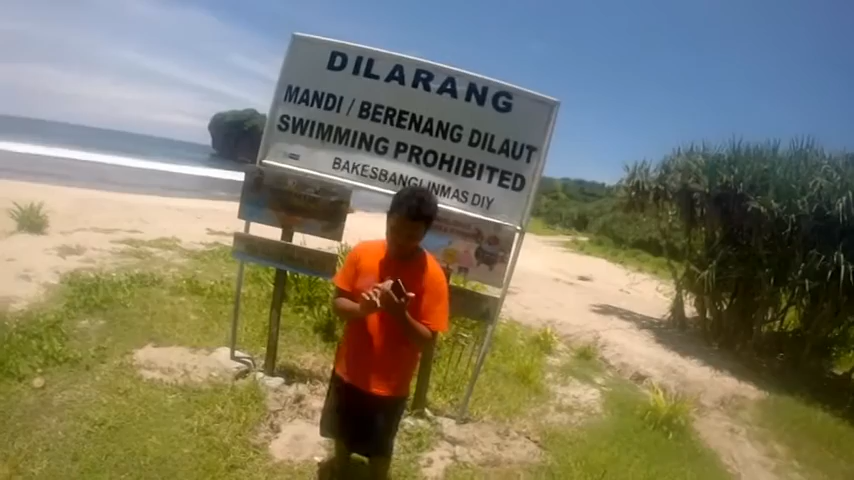 DILARANG
MANDI / BERENANG DILAUT
SWIMMING PROHIBITED
BAKESBANGLINMAS DIY